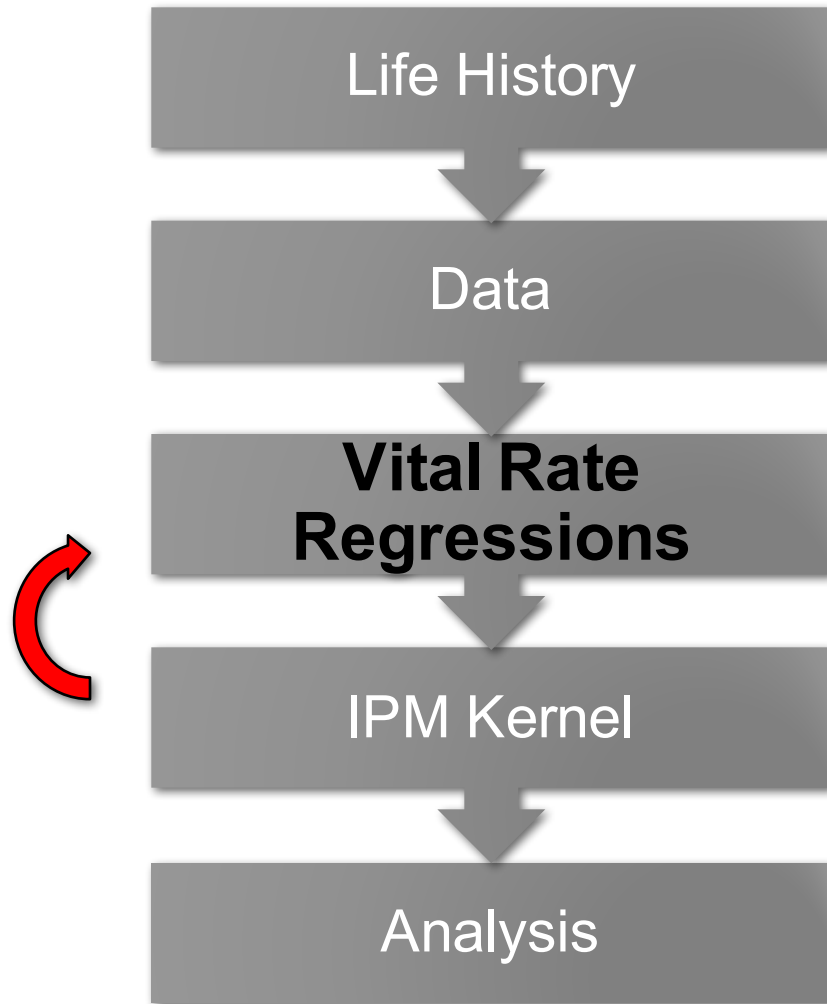 Life History
Data
Vital Rate
Regressions
IPM Kernel
Analysis